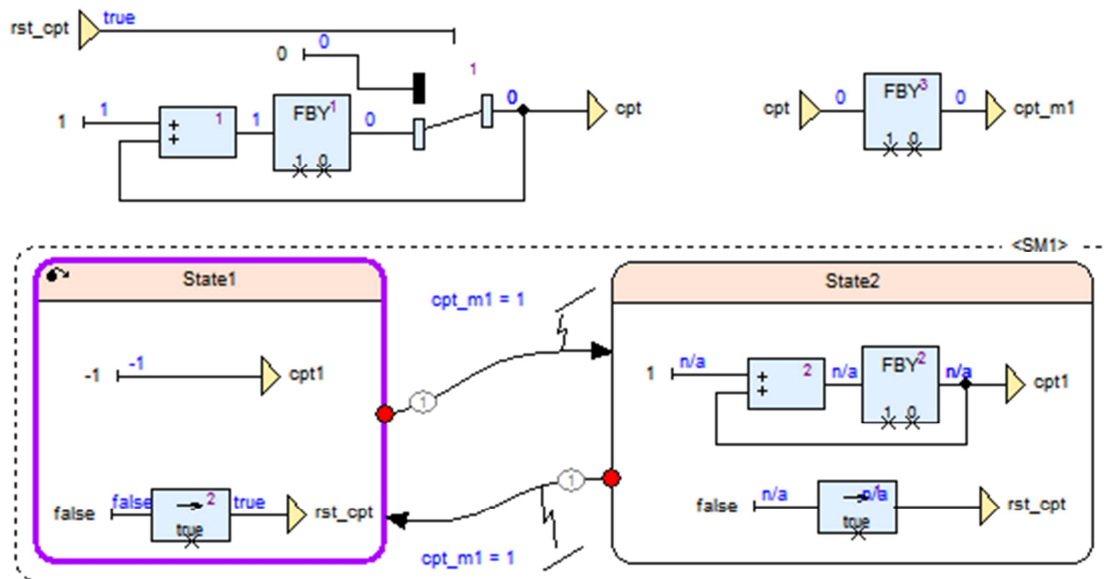 rst_cpt true
0 0
1
1 1 + + 1 1 FBY1 1 0 0 0 cpt
cpt 0 FBY3 1 0 0 cpt_m1
<SM1>
State1
-1 -1 cpt1
false false 2 true true rst_cpt
cpt_m1 = 1
1
1
cpt_m1 = 1
State2
1 n/a + + 2 n/a FBY2 1 0 n/a cpt1
false n/a n/a true rst_cpt